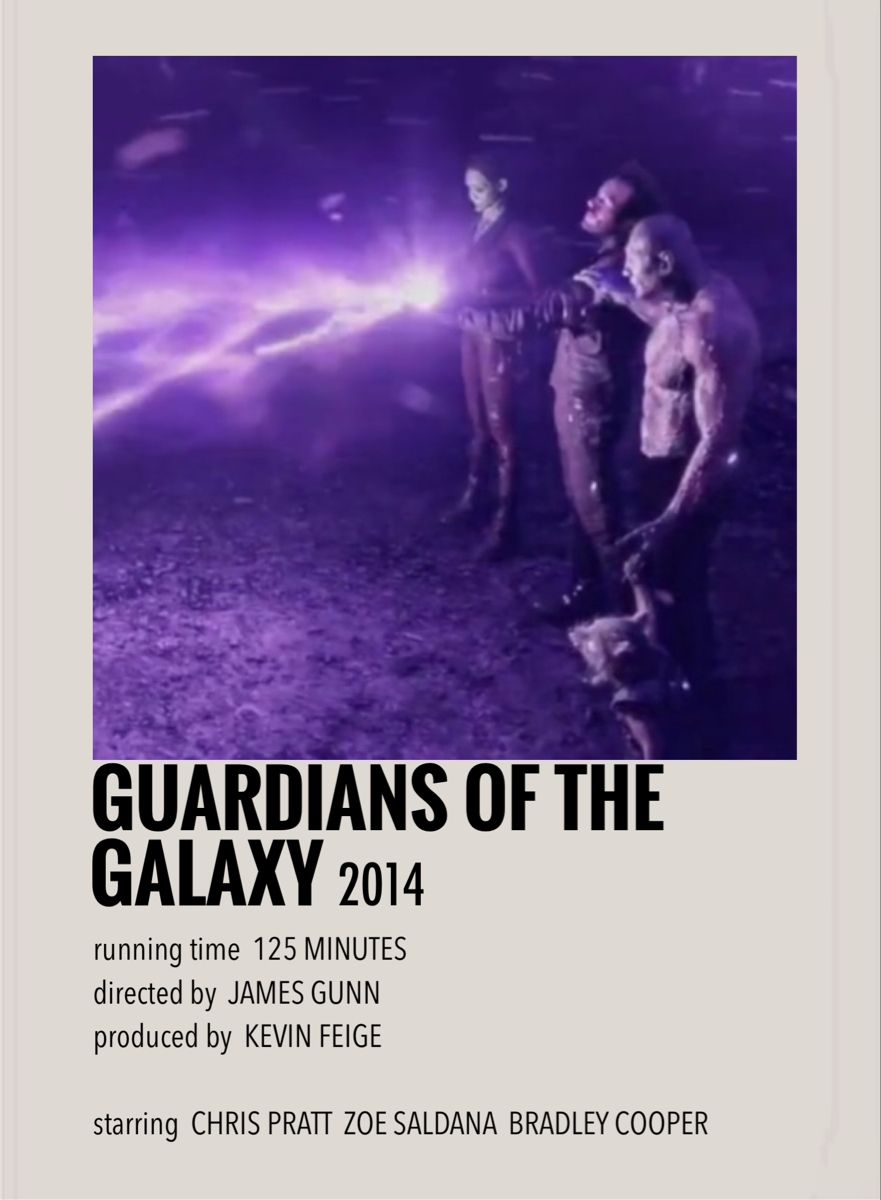 GUARDIANS OF THE
GALAXY 2014
running time 125 MINUTES
directed by JAMES GUNN
produced by KEVIN FEIGE
starring CHRIS PRATT ZOE SALDANA BRADLEY COOPER